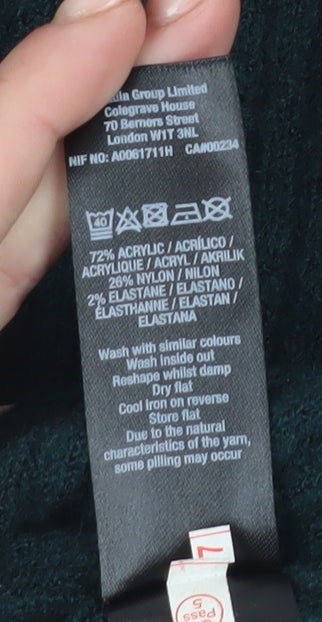 Group Limited
Colegrave House
70 Berners Street
London W1T 3NL
NIF NO: A0061711H CA#00234
40
72% ACRYLIC / ACRÍLICO /
ACRYLIQUE / ACRYL / AKRILIK
26% NYLON / NILON
2% ELASTANE / ELASTANO /
ÉLASTHANNE / ELASTAN /
ELASTANA
Wash with similar colours
Wash inside out
Reshape whilst damp
Dry flat
Cool iron on reverse
Store flat
Due to the natural
characteristics of the yarn,
some pilling may occur
7
Pass
5